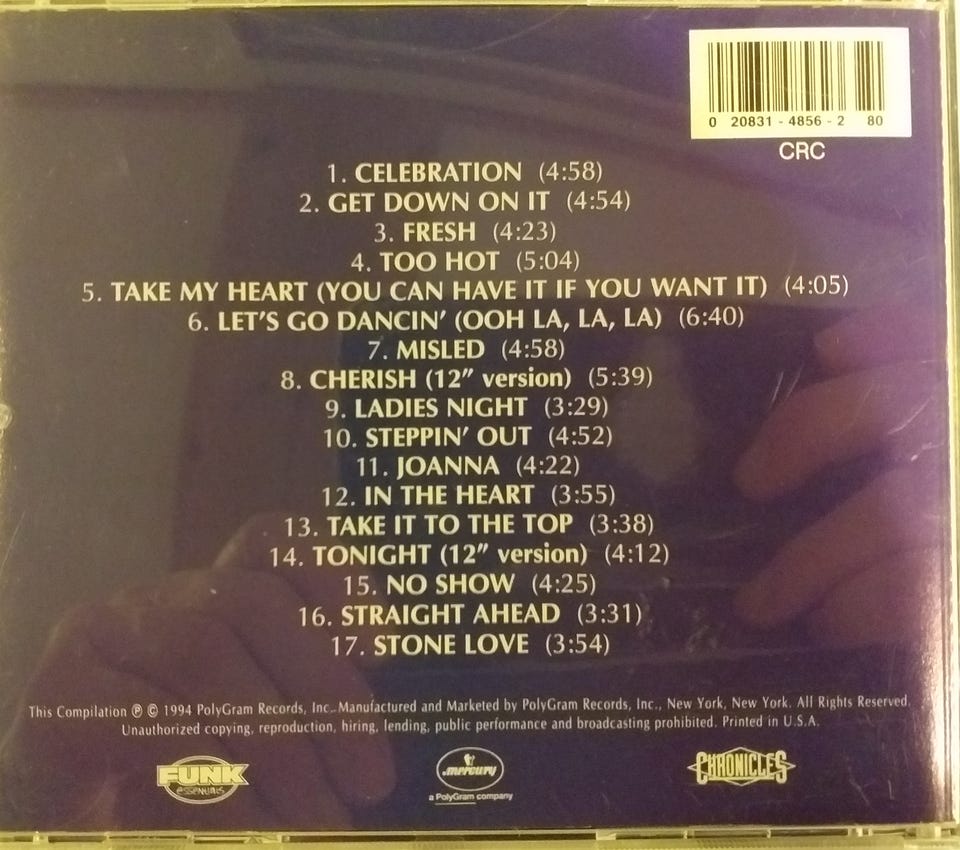 0 20831 - 4856 - 2 80
CRC
1. CELEBRATION (4:58)
2. GET DOWN ON IT (4:54)
3. FRESH (4:23)
4. TOO HOT (5:04)
5. TAKE MY HEART (YOU CAN HAVE IT IF YOU WANT IT) (4:05)
6. LET'S GO DANCIN' (OOH LA, LA, LA) (6:40)
7. MISLED (4:58)
8. CHERISH (12″ version) (5:39)
9. LADIES NIGHT (3:29)
10. STEPPIN' OUT (4:52)
11. JOANNA (4:22)
12. IN THE HEART (3:55)
13. TAKE IT TO THE TOP (3:38)
14. TONIGHT (12″ version) (4:12)
15. NO SHOW (4:25)
16. STRAIGHT AHEAD (3:31)
17. STONE LOVE (3:54)
This Compilation ℗ © 1994 PolyGram Records, Inc.. Manufactured and Marketed by PolyGram Records, Inc., New York, New York. All Rights Reserved.
Unauthorized copying, reproduction, hiring, lending, public performance and broadcasting prohibited. Printed in U.S.A.
FUNK
essentials
mercury
a PolyGram company
CHRONICLES